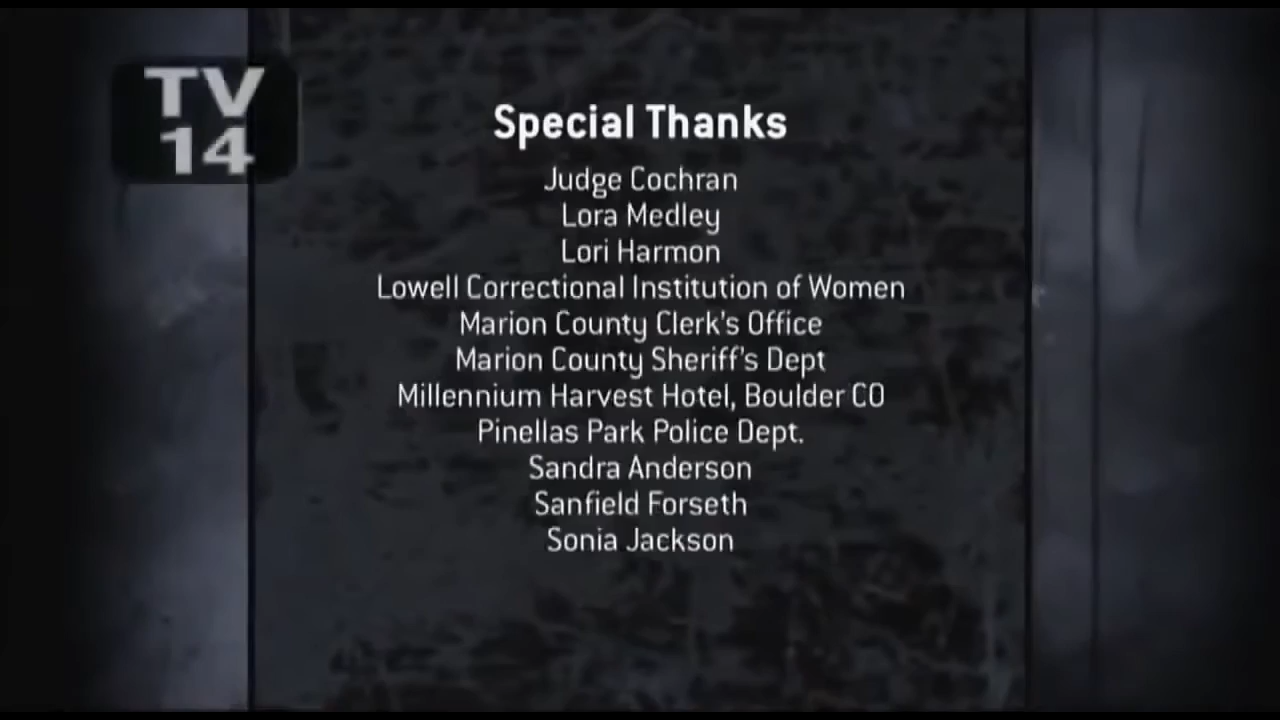 TV
14
Special Thanks
Judge Cochran
Lora Medley
Lori Harmon
Lowell Correctional Institution of Women
Marion County Clerk's Office
Marion County Sheriff's Dept
Millennium Harvest Hotel, Boulder CO
Pinellas Park Police Dept.
Sandra Anderson
Sanfield Forseth
Sonia Jackson